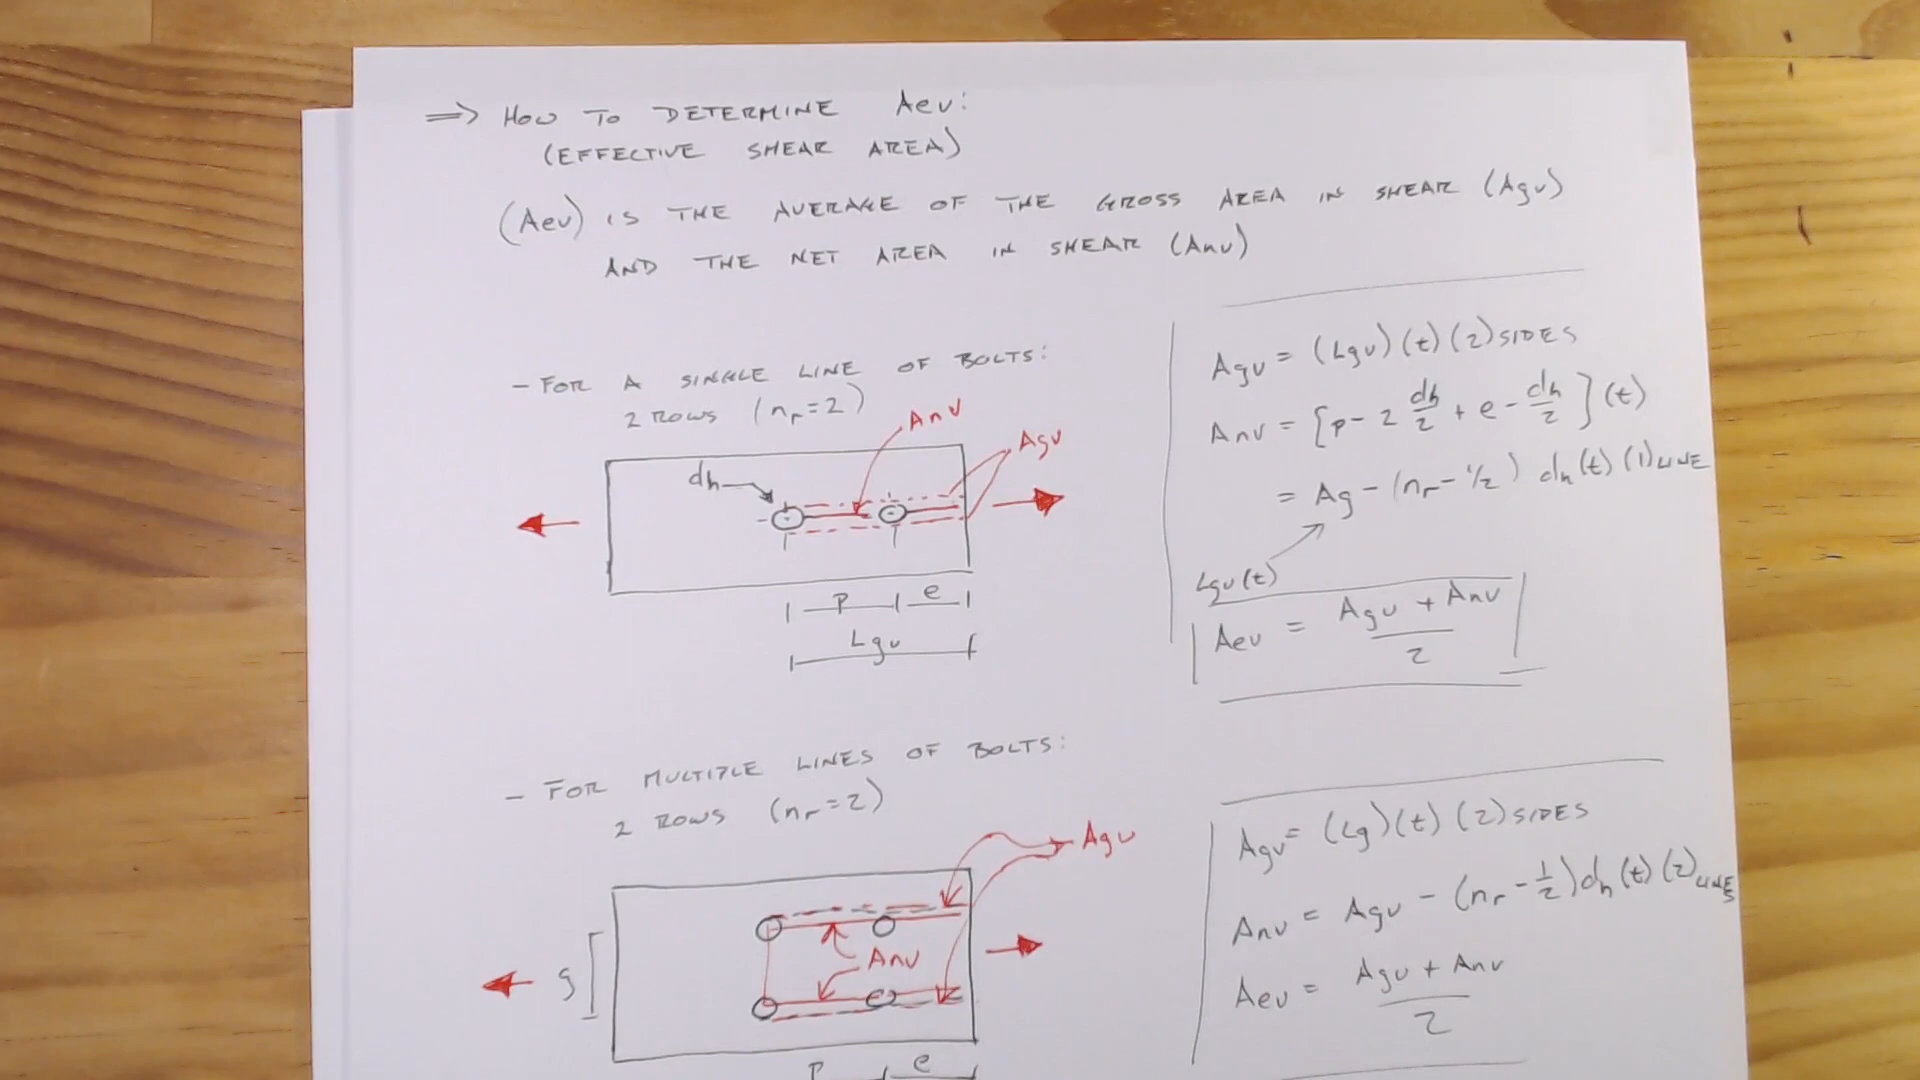 => HOW TO DETERMINE Aev:
(EFFECTIVE SHEAR AREA)
(Aev) IS THE AVERAGE OF THE GROSS AREA IN SHEAR (Agv)
AND THE NET AREA IN SHEAR (Anv)
- FOR A SINGLE LINE OF BOLTS:
2 ROWS (nr=2)
Anv
Agv
dh
p
e
Lgv
Agv = (Lgv)(t)(2)SIDES
Anv = [p - 2 dh/2 + e - dh/2](t)
= Ag - (nr - 1/2) dh(t)(1)LINE
Lgv(t)
Aev = Agv + Anv / 2
- FOR MULTIPLE LINES OF BOLTS:
2 ROWS (nr=2)
Agv
Anv
g
p
e
Agv = (Lg)(t)(2)SIDES
Anv = Agv - (nr - 1/2)dh(t)(2)LINES
Aev = Agv + Anv / 2